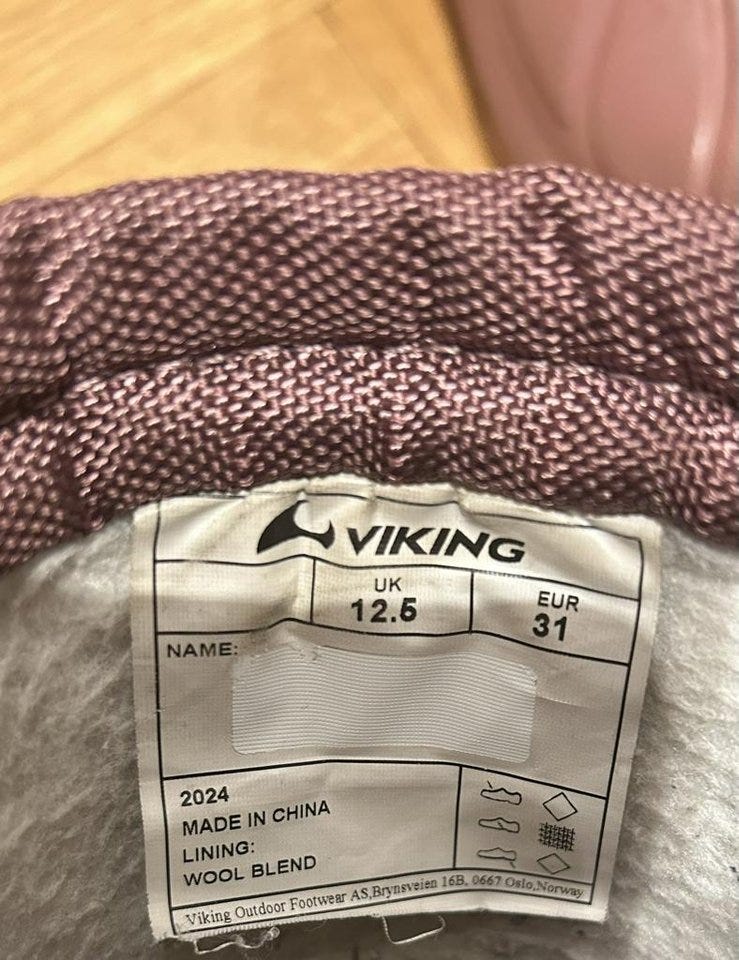 VIKING
UK
12.5
EUR
31
NAME:
2024
MADE IN CHINA
LINING:
WOOL BLEND
Viking Outdoor Footwear AS,Brynsveien 16B, 0667 Oslo,Norway